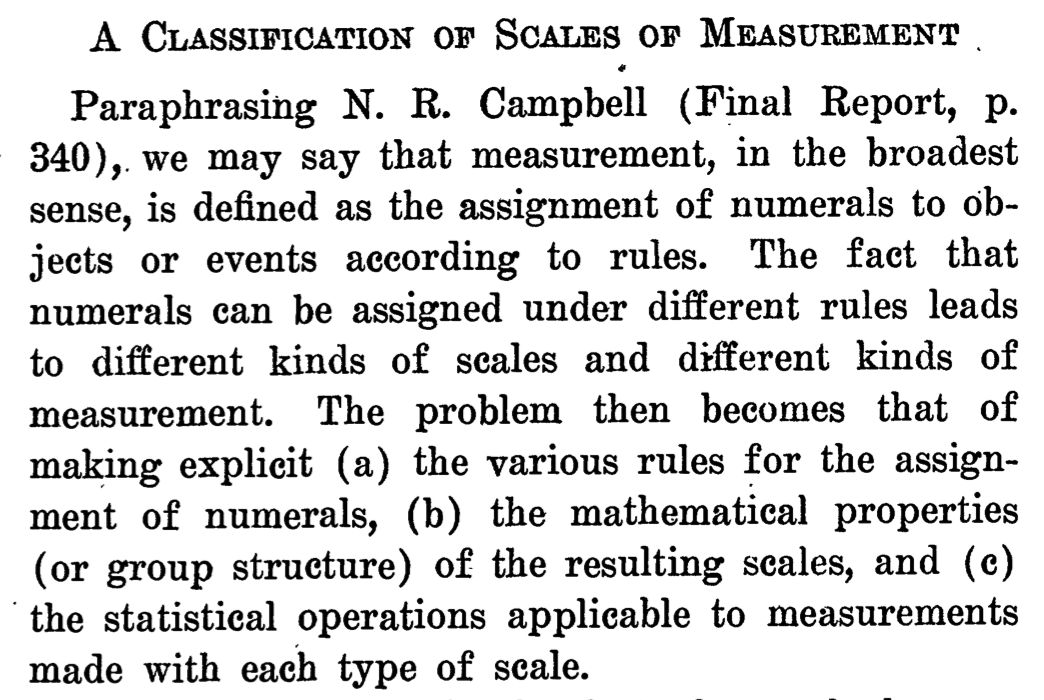 A CLASSIFICATION OF SCALES OF MEASUREMENT
Paraphrasing N. R. Campbell (Final Report, p.
340), we may say that measurement, in the broadest
sense, is defined as the assignment of numerals to ob-
jects or events according to rules. The fact that
numerals can be assigned under different rules leads
to different kinds of scales and different kinds of
measurement. The problem then becomes that of
making explicit (a) the various rules for the assign-
ment of numerals, (b) the mathematical properties
(or group structure) of the resulting scales, and (c)
the statistical operations applicable to measurements
made with each type of scale.